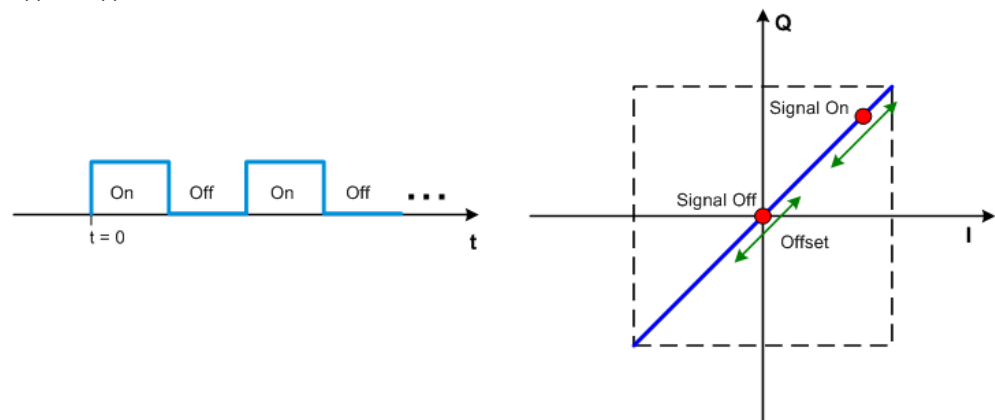 On
Off
On
Off
...
t = 0
t
Q
Signal On
Signal Off
Offset
I